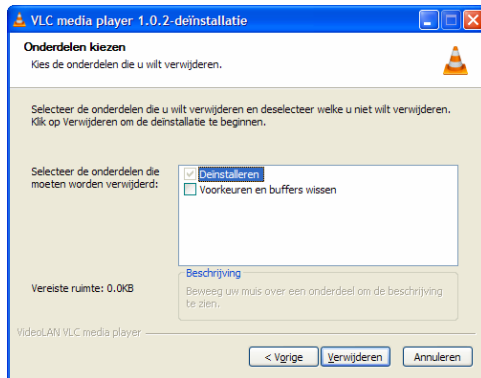 VLC media player 1.0.2-deïnstallatie
Onderdelen kiezen
Kies de onderdelen die u wilt verwijderen.
Selecteer de onderdelen die u wilt verwijderen en deselecteer welke u niet wilt verwijderen.
Klik op Verwijderen om de deïnstallatie te beginnen.
Selecteer de onderdelen die
moeten worden verwijderd:
Deïnstalleren
Voorkeuren en buffers wissen
Vereiste ruimte: 0.0KB
Beschrijving
Beweeg uw muis over een onderdeel om de beschrijving
te zien.
VideoLAN VLC media player
< Vorige
Verwijderen
Annuleren